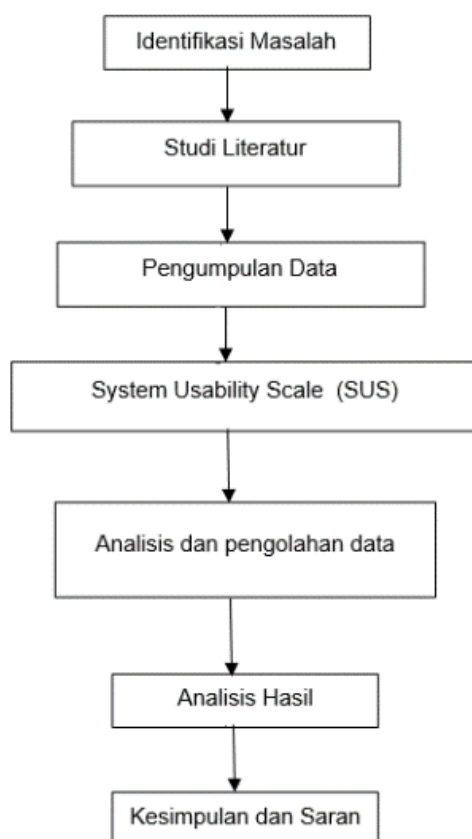 Identifikasi Masalah
Studi Literatur
Pengumpulan Data
System Usability Scale (SUS)
Analisis dan pengolahan data
Analisis Hasil
Kesimpulan dan Saran